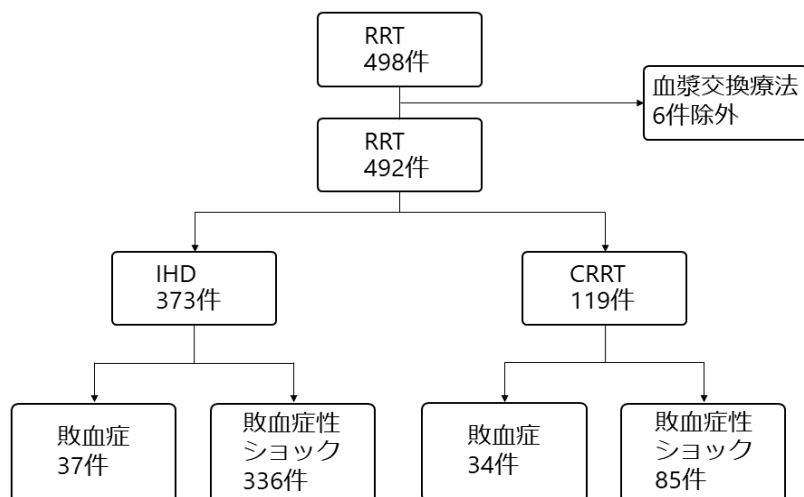 RRT
498件
血漿交換療法
6件除外
RRT
492件
IHD
373件
CRRT
119件
敗血症
37件
敗血症性
ショック
336件
敗血症
34件
敗血症性
ショック
85件